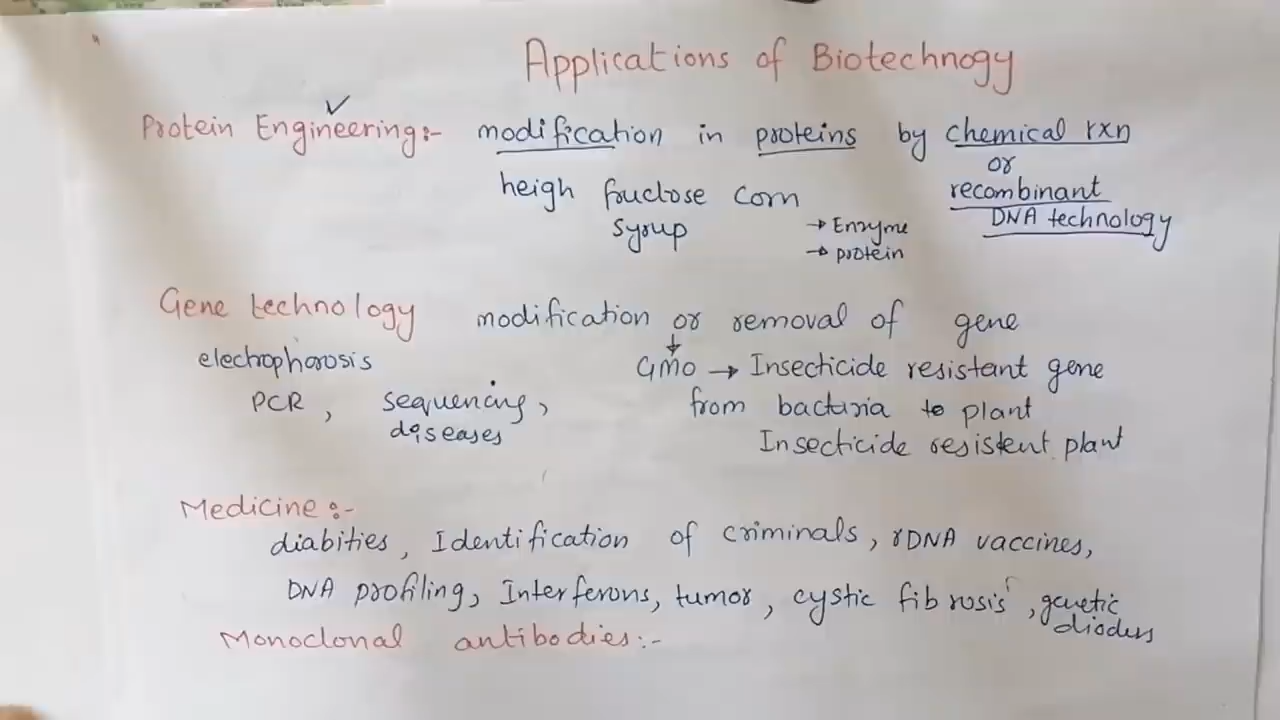 Applications of Biotechnogy
Protein Engineering:- modification in proteins by chemical rxn
or
heigh fructose corn recombinant
syrup → Enzyme DNA technology
→ protein
Gene technology modification or removal of gene
electrophorosis GMO → Insecticide resistant gene
PCR, sequencing, from bacturia to plant
diseases Insecticide resistent plant
Medicine:-
diabities, Identification of criminals, rDNA vaccines,
DNA profiling, Interferons, tumor, cystic fibrosis, genetic
dioders
Monoclonal antibodies:-